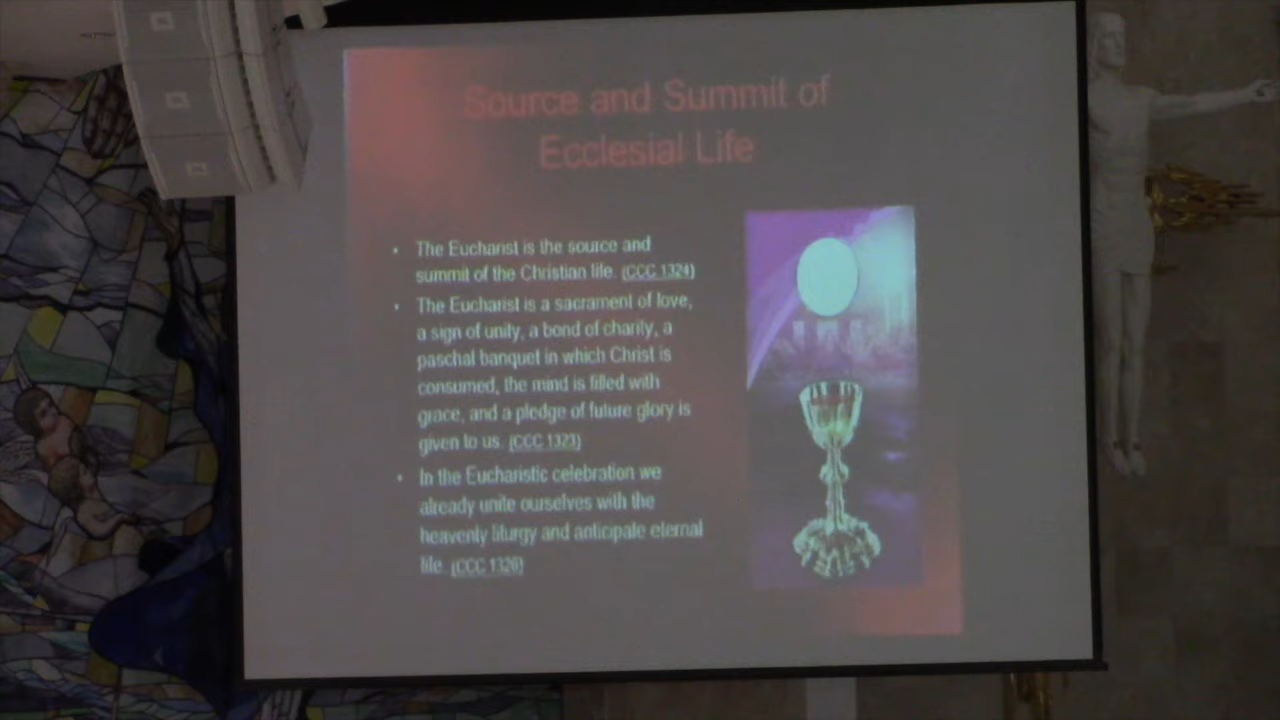 Source and Summit of
Ecclesial Life
• The Eucharist is the source and
summit of the Christian life. (CCC 1324)
• The Eucharist is a sacrament of love,
a sign of unity, a bond of charity, a
paschal banquet in which Christ is
consumed, the mind is filled with
grace, and a pledge of future glory is
given to us. (CCC 1323)
• In the Eucharistic celebration we
already unite ourselves with the
heavenly liturgy and anticipate eternal
life. (CCC 1326)